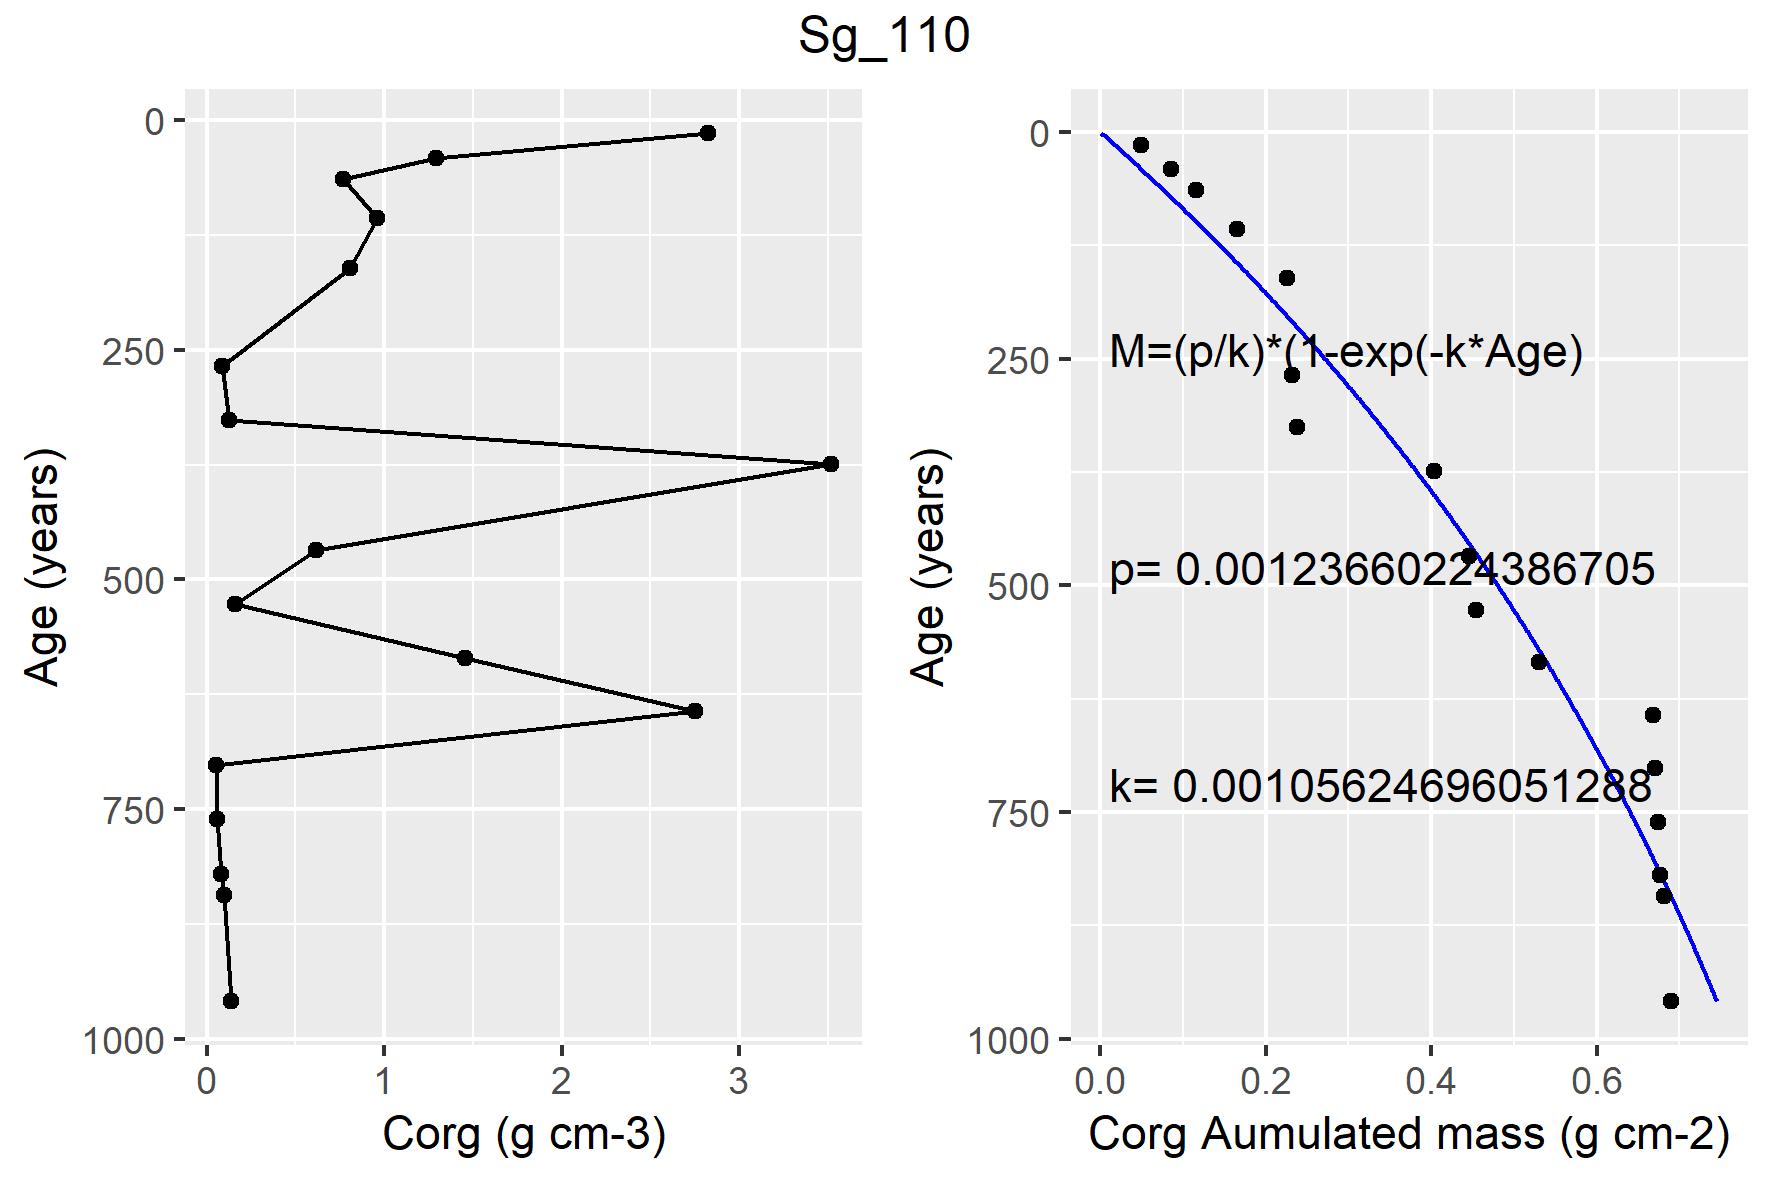 Sg_110
0
250
500
750
1000
Age (years)
0
1
2
3
Corg (g cm-3)
0
250
500
750
1000
Age (years)
M=(p/k)*(1-exp(-k*Age)
p= 0.00123660224386705
k= 0.00105624696051288
0.0
0.2
0.4
0.6
Corg Aumulated mass (g cm-2)